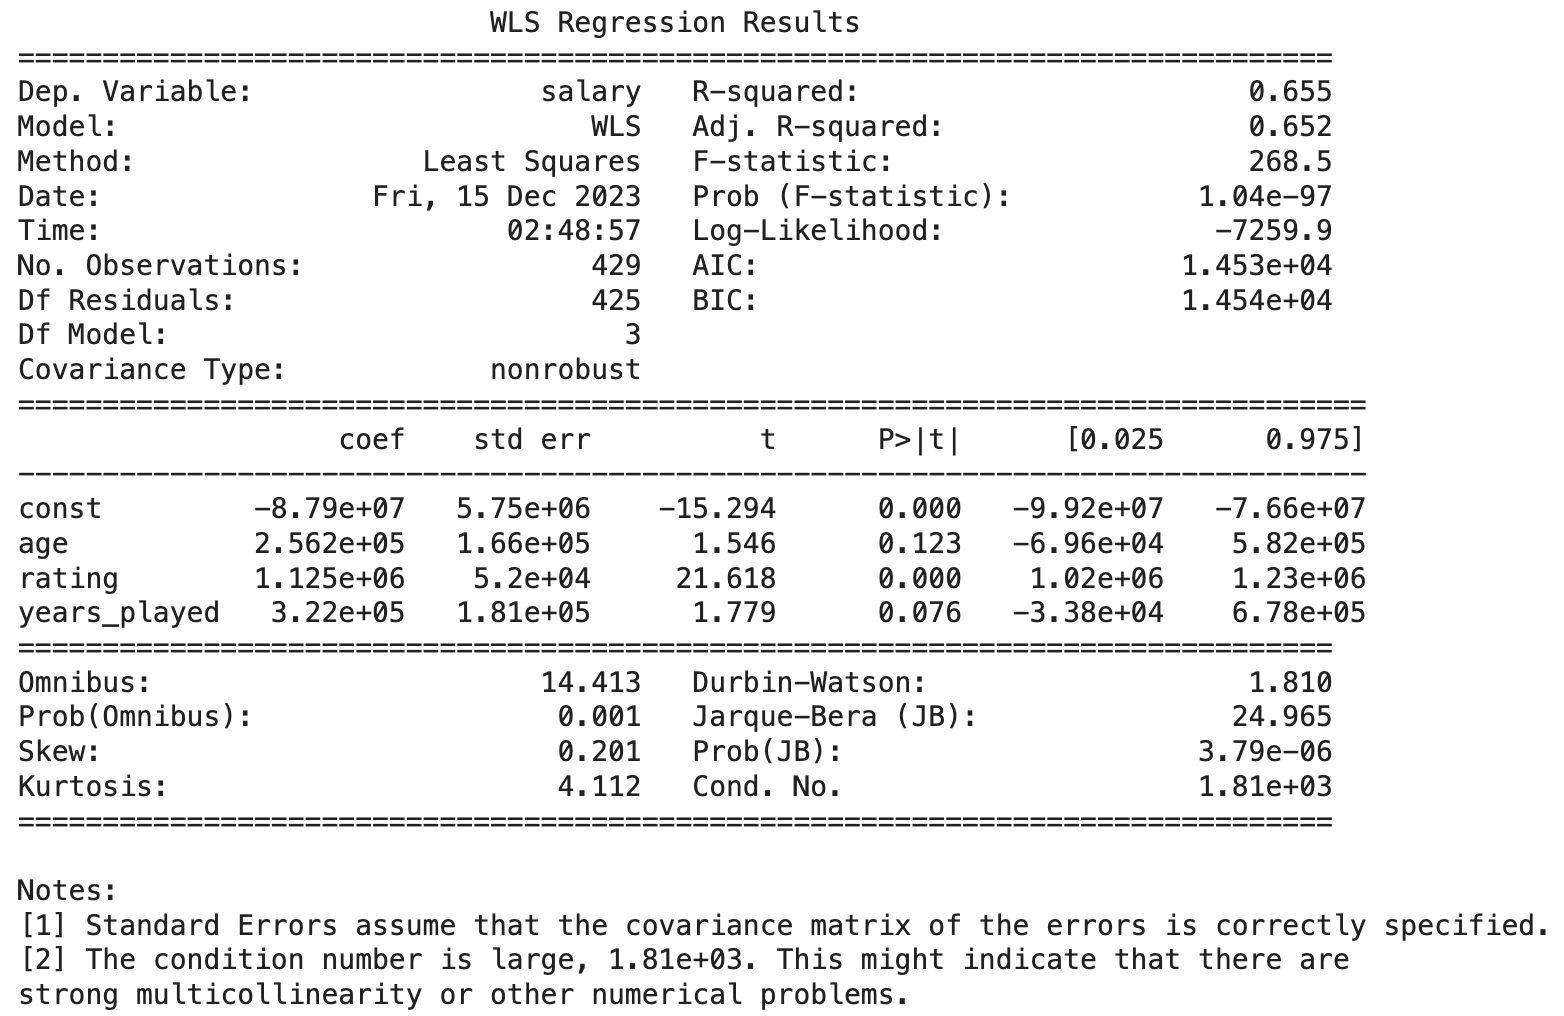 WLS Regression Results
==============================================================================
Dep. Variable:                 salary   R-squared:                       0.655
Model:                            WLS   Adj. R-squared:                  0.652
Method:                 Least Squares   F-statistic:                     268.5
Date:                Fri, 15 Dec 2023   Prob (F-statistic):           1.04e-97
Time:                        02:48:57   Log-Likelihood:                -7259.9
No. Observations:                 429   AIC:                         1.453e+04
Df Residuals:                     425   BIC:                         1.454e+04
Df Model:                           3
Covariance Type:            nonrobust
================================================================================
                   coef    std err          t      P>|t|      [0.025      0.975]
--------------------------------------------------------------------------------
const         -8.79e+07   5.75e+06    -15.294      0.000   -9.92e+07   -7.66e+07
age           2.562e+05   1.66e+05      1.546      0.123   -6.96e+04    5.82e+05
rating        1.125e+06    5.2e+04     21.618      0.000    1.02e+06    1.23e+06
years_played   3.22e+05   1.81e+05      1.779      0.076   -3.38e+04    6.78e+05
==============================================================================
Omnibus:                       14.413   Durbin-Watson:                   1.810
Prob(Omnibus):                  0.001   Jarque-Bera (JB):               24.965
Skew:                           0.201   Prob(JB):                     3.79e-06
Kurtosis:                       4.112   Cond. No.                     1.81e+03
==============================================================================

Notes:
[1] Standard Errors assume that the covariance matrix of the errors is correctly specified.
[2] The condition number is large, 1.81e+03. This might indicate that there are
strong multicollinearity or other numerical problems.